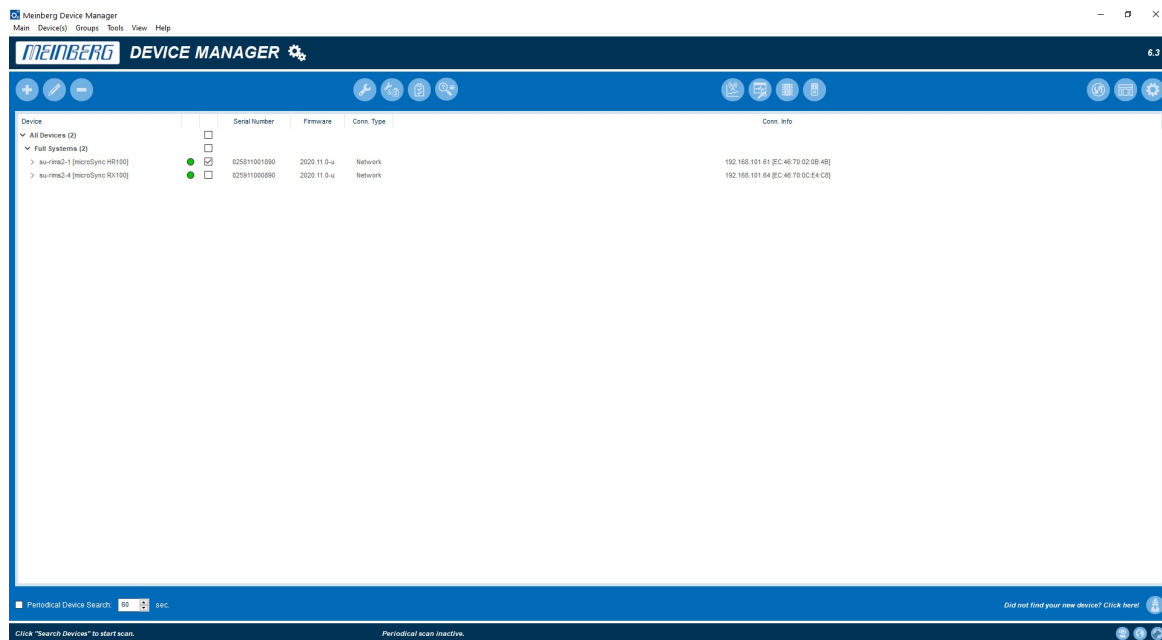 Meinberg Device Manager
Main Device(s) Groups Tools View Help
MEINBERG DEVICE MANAGER 6.3
Device Serial Number Firmware Conn. Type Conn. Info
All Devices (2)
Full Systems (2)
su-rims2-1 [microSync HR100] 025811001890 2020.11.0-u Network 192.168.101.61 [EC:46:70:02:0B:4B]
su-rims2-4 [microSync RX100] 025911000890 2020.11.0-u Network 192.168.101.64 [EC:46:70:0C:E4:C8]
Periodical Device Search: 60 sec. Did not find your new device? Click here!
Click "Search Devices" to start scan. Periodical scan inactive.